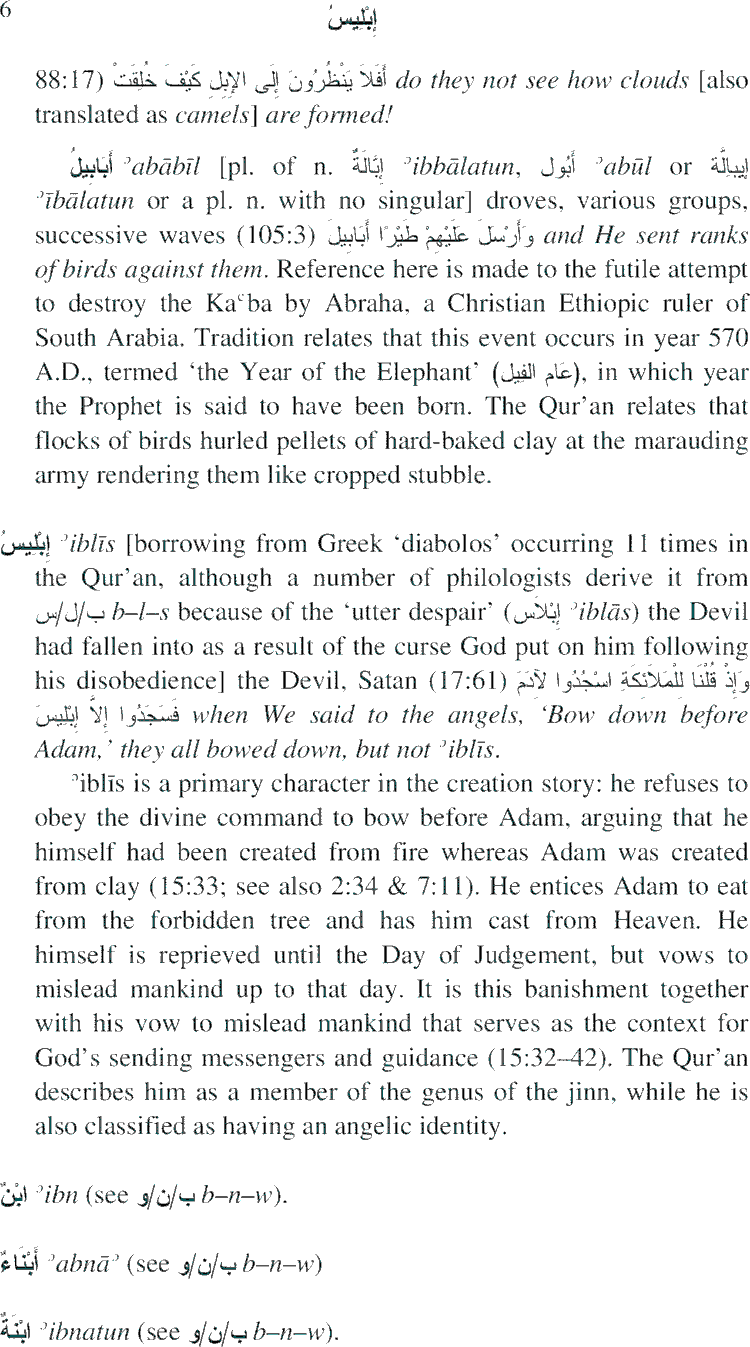 6
إِبْلِيسُ
88:17) أَفَلاَ يَنْظُرُونَ إِلَى الإِبِلِ كَيْفَ خُلِقَتْ do they not see how clouds [also
translated as camels] are formed!
أَبَابِيلُ ʾabābīl [pl. of n. إِبَّالَةٌ ʾibbālatun, أَبُول ʾabūl or إِيبالَّة
ʾībālatun or a pl. n. with no singular] droves, various groups,
successive waves (105:3) وَأَرْسَلَ عَلَيْهِمْ طَيْرًا أَبَابِيلَ and He sent ranks
of birds against them. Reference here is made to the futile attempt
to destroy the Kaʿba by Abraha, a Christian Ethiopic ruler of
South Arabia. Tradition relates that this event occurs in year 570
A.D., termed ‘the Year of the Elephant’ (عَام الفِيل), in which year
the Prophet is said to have been born. The Qur’an relates that
flocks of birds hurled pellets of hard-baked clay at the marauding
army rendering them like cropped stubble.
إِبْلِيسُ ʾiblīs [borrowing from Greek ‘diabolos’ occurring 11 times in
the Qur’an, although a number of philologists derive it from
ب/ل/س b–l–s because of the ‘utter despair’ (إِبْلاَس ʾiblās) the Devil
had fallen into as a result of the curse God put on him following
his disobedience] the Devil, Satan (17:61) وَإِذْ قُلْنَا لِلْمَلاَئِكَةِ اسْجُدُوا لآدَمَ
فَسَجَدُوا إِلاَّ إِبْلِيسَ when We said to the angels, ‘Bow down before
Adam,’ they all bowed down, but not ʾiblīs.
ʾiblīs is a primary character in the creation story: he refuses to
obey the divine command to bow before Adam, arguing that he
himself had been created from fire whereas Adam was created
from clay (15:33; see also 2:34 & 7:11). He entices Adam to eat
from the forbidden tree and has him cast from Heaven. He
himself is reprieved until the Day of Judgement, but vows to
mislead mankind up to that day. It is this banishment together
with his vow to mislead mankind that serves as the context for
God’s sending messengers and guidance (15:32–42). The Qur’an
describes him as a member of the genus of the jinn, while he is
also classified as having an angelic identity.
ابْنٌ ʾibn (see ب/ن/و b–n–w).
أَبْنَاءٌ ʾabnāʾ (see ب/ن/و b–n–w)
ابْنَةٌ ʾibnatun (see ب/ن/و b–n–w).